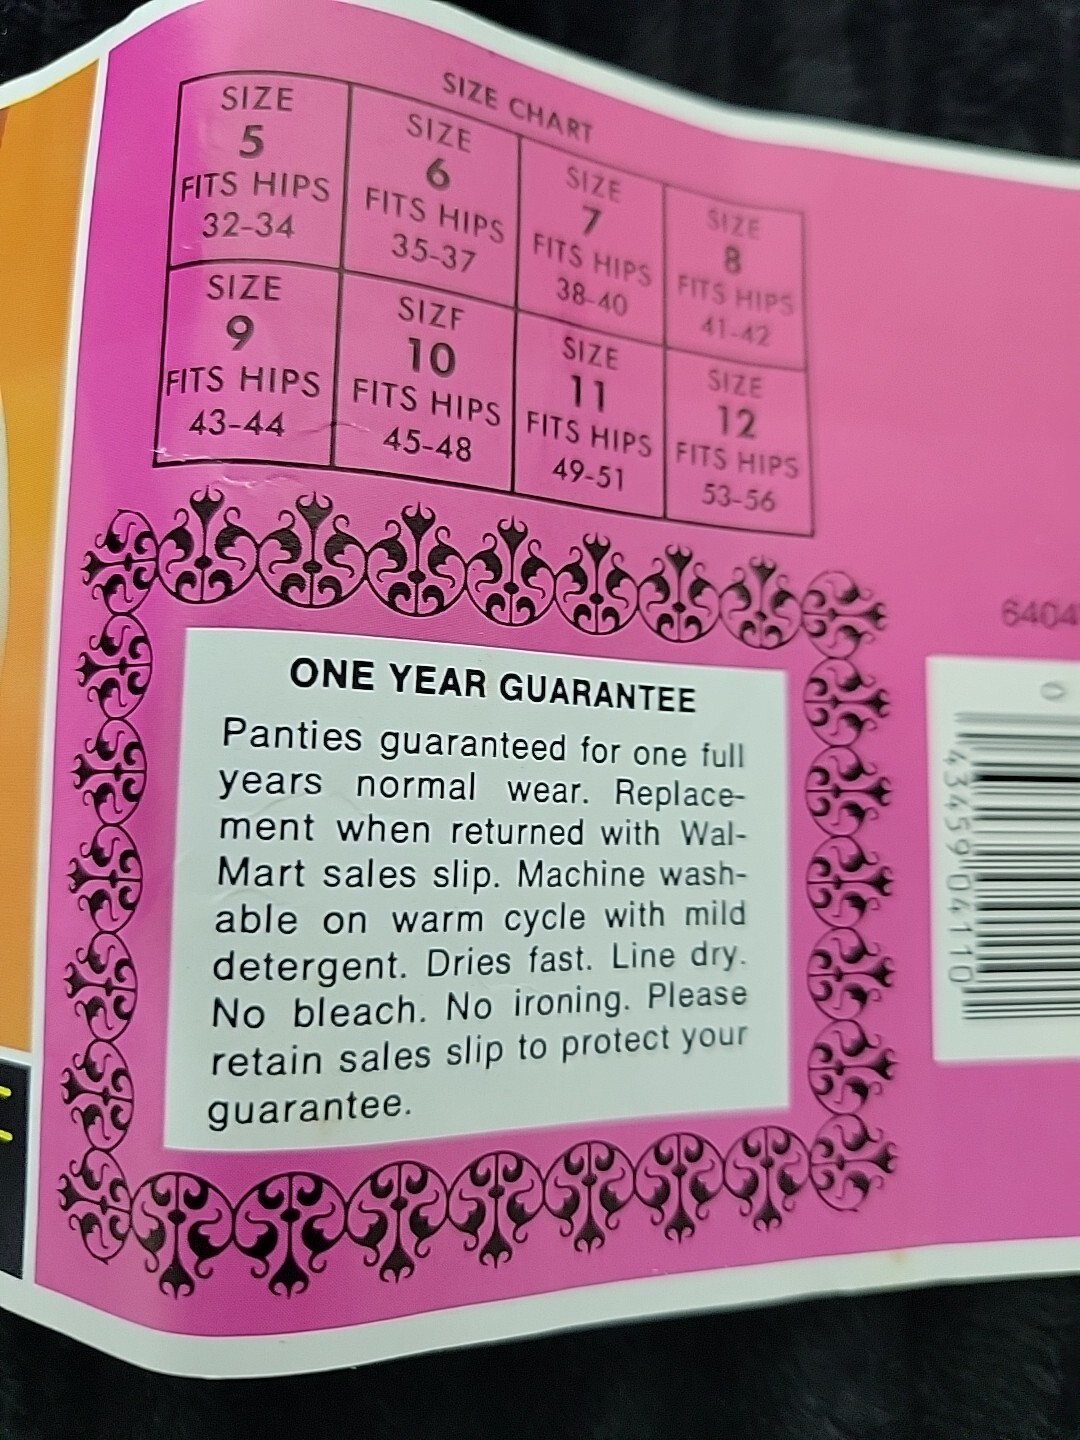 SIZE CHART
SIZE
5
FITS HIPS
32-34
SIZE
6
FITS HIPS
35-37
SIZE
7
FITS HIPS
38-40
SIZE
8
FITS HIPS
41-42
SIZE
9
FITS HIPS
43-44
SIZF
10
FITS HIPS
45-48
SIZE
11
FITS HIPS
49-51
SIZE
12
FITS HIPS
53-56
ONE YEAR GUARANTEE
Panties guaranteed for one full
years normal wear. Replace-
ment when returned with Wal-
Mart sales slip. Machine wash-
able on warm cycle with mild
detergent. Dries fast. Line dry.
No bleach. No ironing. Please
retain sales slip to protect your
guarantee.
6404
0
43459 04110